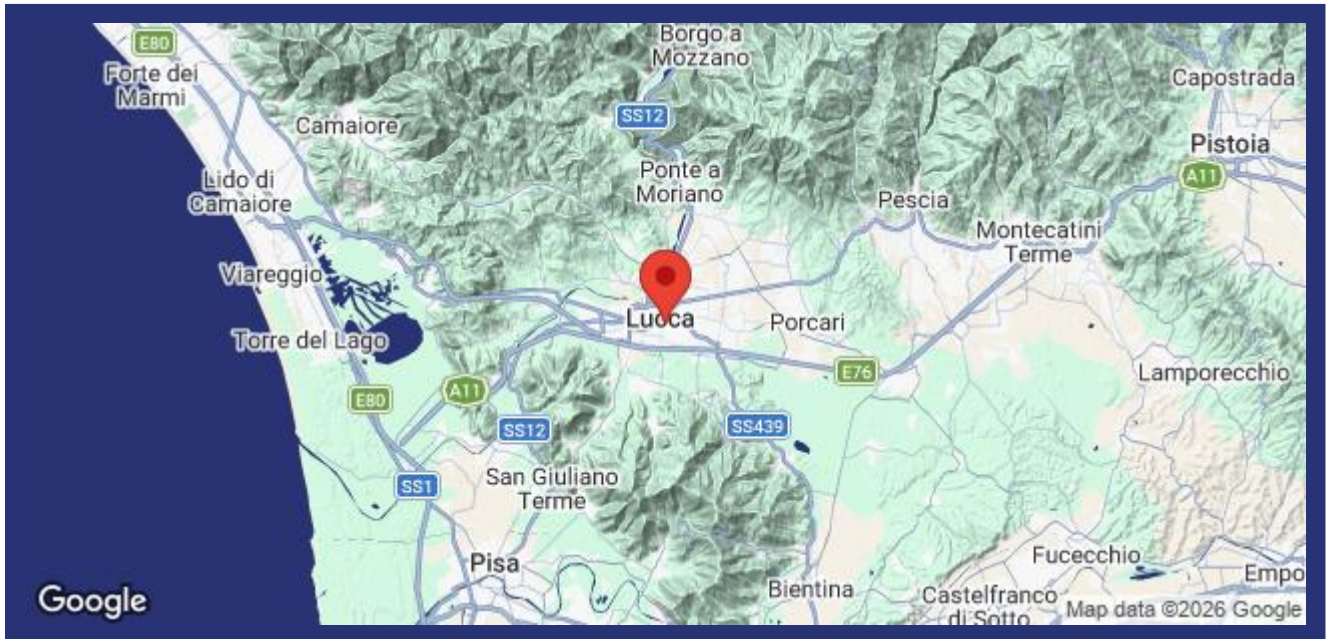 E80
Forte dei
Marmi
Borgo a
Mozzano
Capostrada
SS12
Camaiore
Pistoia
Ponte a
Moriano
A11
Lido di
Camaiore
Pescia
Montecatini
Terme
Viareggio
Lucca
Porcari
Torre del Lago
E76
Lamporecchio
A11
E80
SS12
SS439
San Giuliano
Terme
SS1
Pisa
Fucecchio
Empo
Bientina
Castelfranco
di Sotto
Google
Map data ©2026 Google